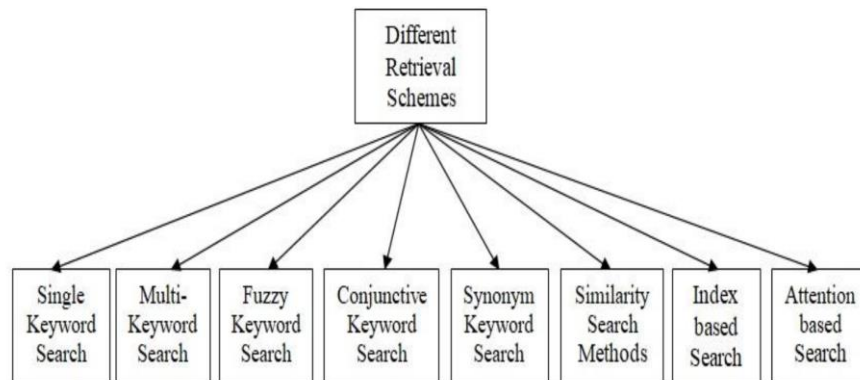 Different
Retrieval
Schemes
Single
Keyword
Search
Multi-
Keyword
Search
Fuzzy
Keyword
Search
Conjunctive
Keyword
Search
Synonym
Keyword
Search
Similarity
Search
Methods
Index
based
Search
Attention
based
Search